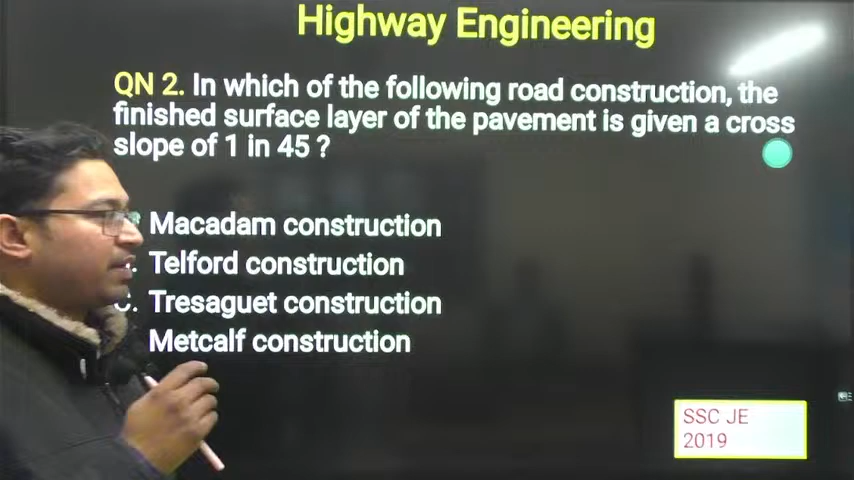 Highway Engineering
QN 2. In which of the following road construction, the
finished surface layer of the pavement is given a cross
slope of 1 in 45 ?
Macadam construction
Telford construction
C. Tresaguet construction
Metcalf construction
SSC JE
2019